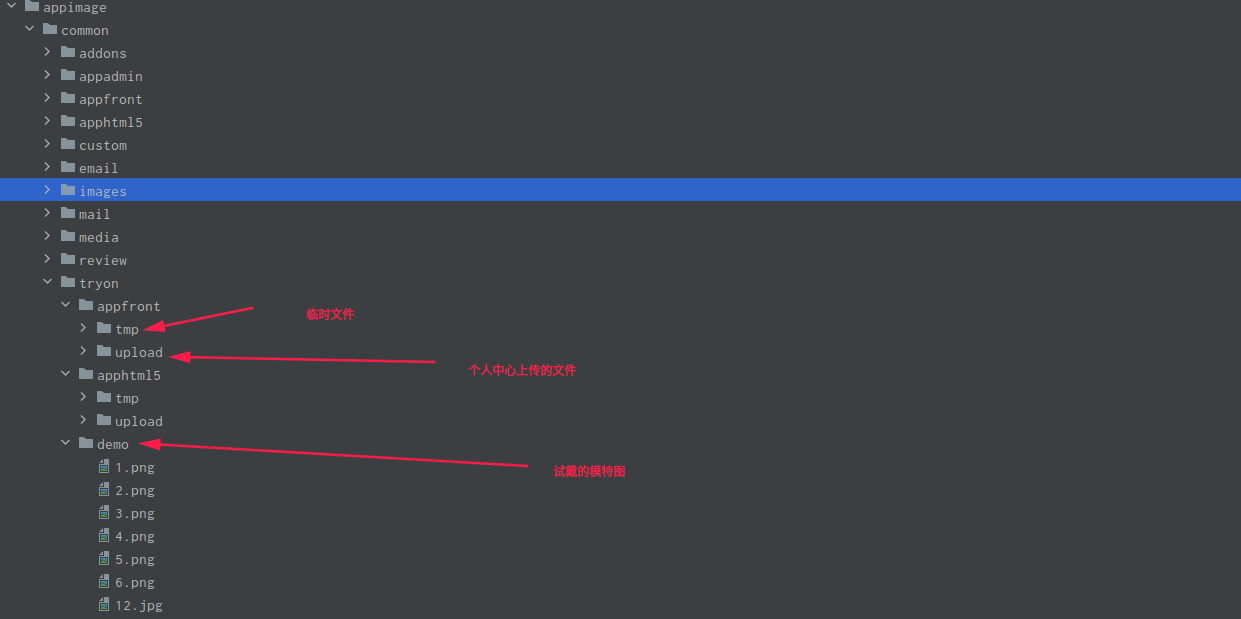 appimage
common
addons
appadmin
appfront
apphtml5
custom
email
images
mail
media
review
tryon
appfront
临时文件
tmp
upload
个人中心上传的文件
apphtml5
tmp
upload
demo
试戴的模特图
1.png
2.png
3.png
4.png
5.png
6.png
12.jpg